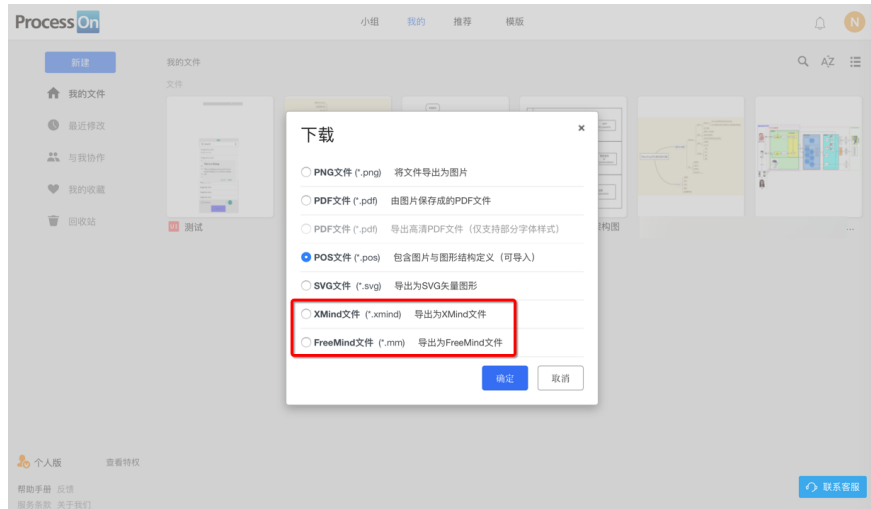 ProcessOn
小组 我的 推荐 模版
N
新建
我的文件
AZ
我的文件
文件
最近修改
与我协作
我的收藏
回收站
测试
构图
...
下载
×
PNG文件 (*.png) 将文件导出为图片
PDF文件 (*.pdf) 由图片保存成的PDF文件
PDF文件 (*.pdf) 导出高清PDF文件（仅支持部分字体样式）
POS文件 (*.pos) 包含图片与图形结构定义（可导入）
SVG文件 (*.svg) 导出为SVG矢量图形
XMind文件 (*.xmind) 导出为XMind文件
FreeMind文件 (*.mm) 导出为FreeMind文件
确定 取消
个人版 查看特权
帮助手册 反馈
服务条款 关于我们
联系客服